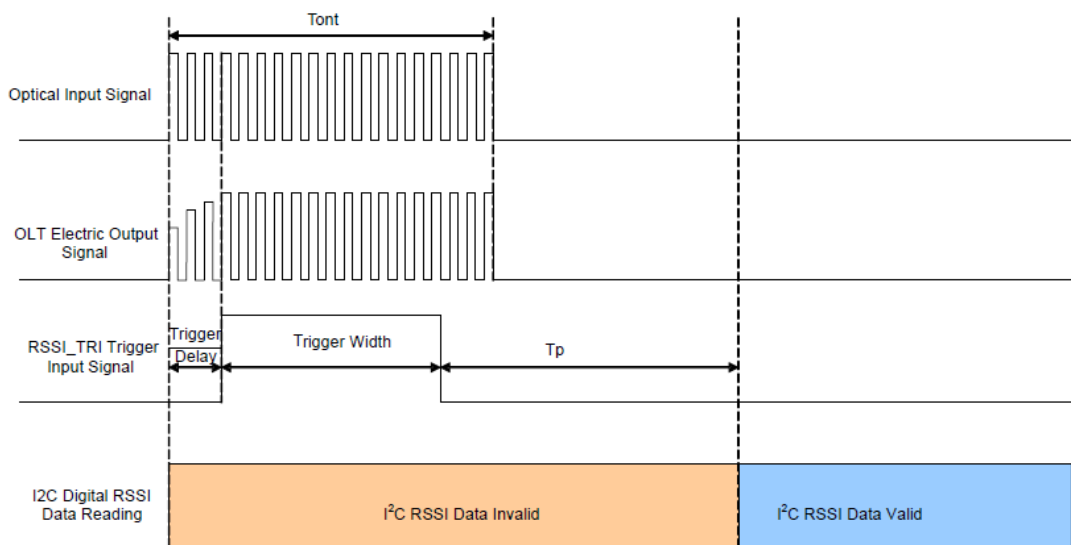 Tont
Optical Input Signal
OLT Electric Output
Signal
Trigger
Delay
Trigger Width
Tp
RSSI_TRI Trigger
Input Signal
I2C Digital RSSI
Data Reading
I²C RSSI Data Invalid
I²C RSSI Data Valid